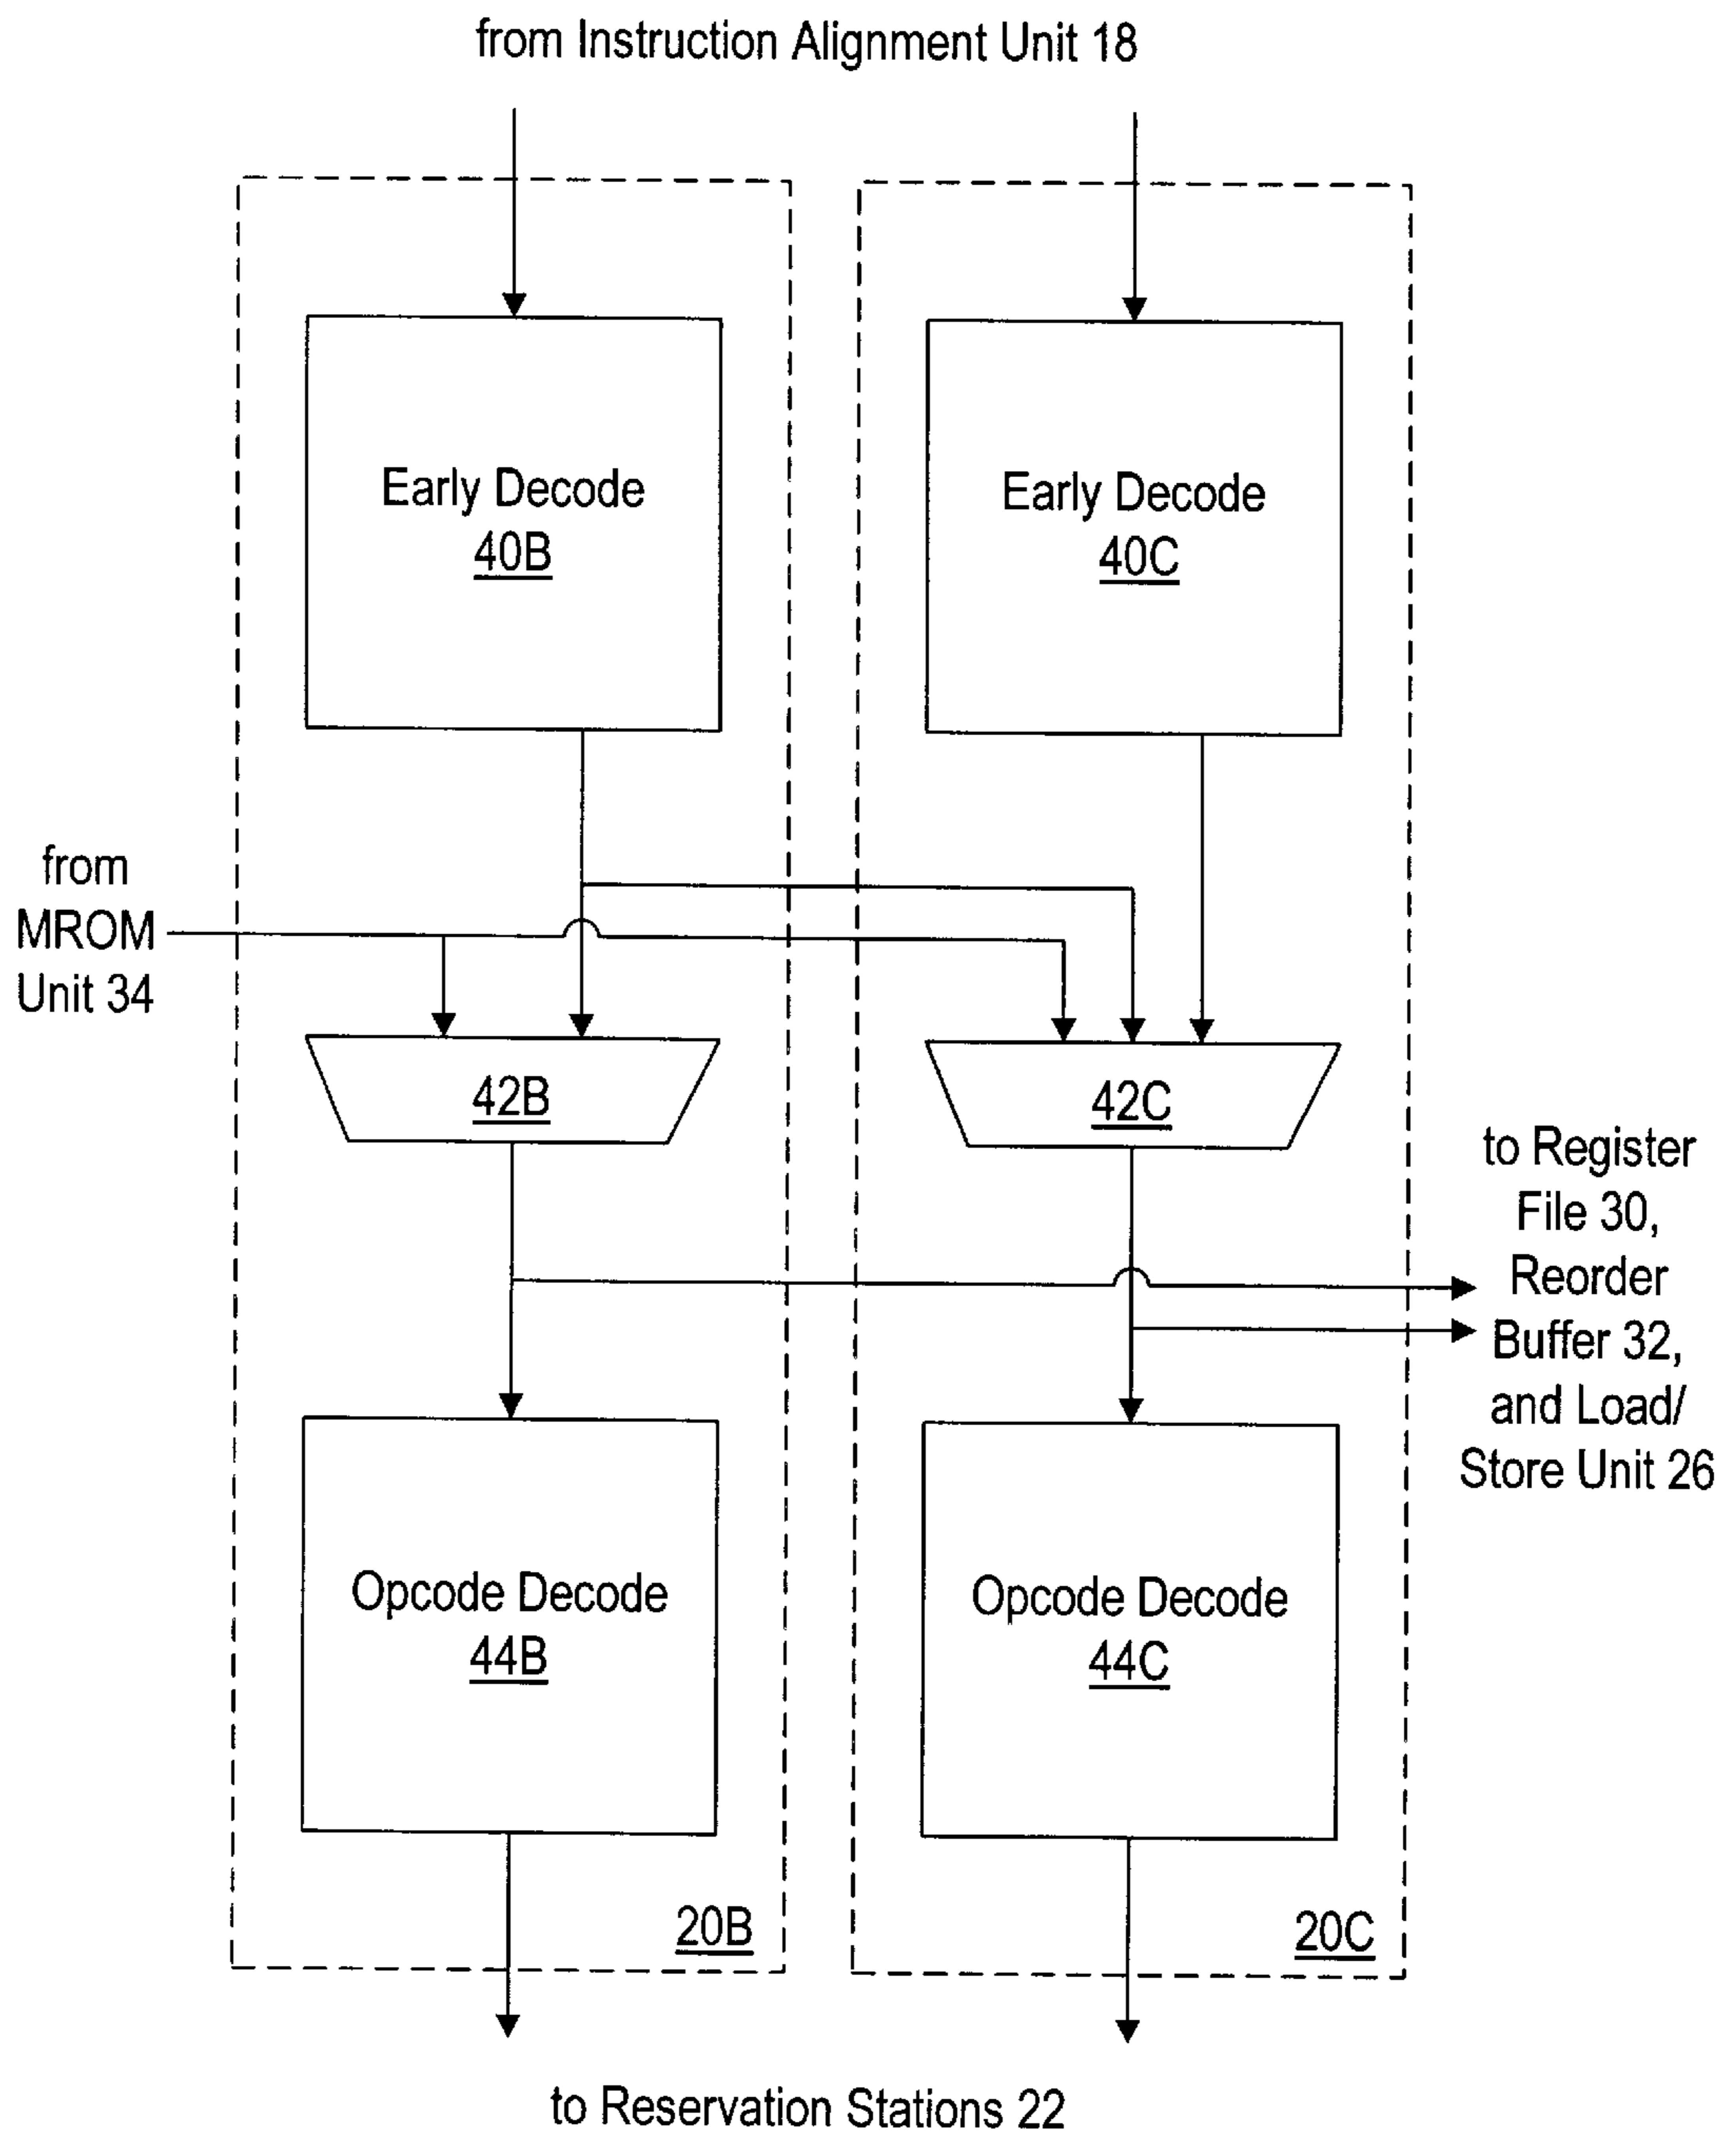 from Instruction Alignment Unit 18
Early Decode
40B
Early Decode
40C
from
MROM
Unit 34
42B
42C
to Register
File 30,
Reorder
Buffer 32,
and Load/
Store Unit 26
Opcode Decode
44B
Opcode Decode
44C
20B
20C
to Reservation Stations 22